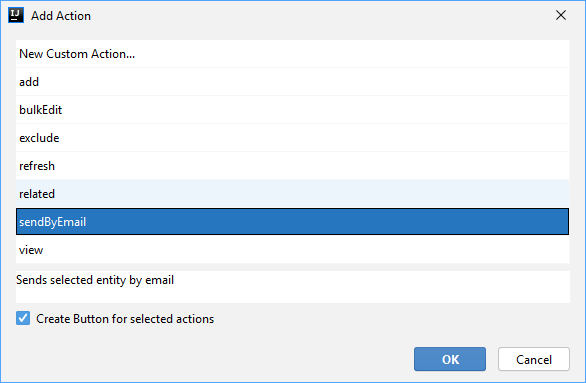 IJ
Add Action
New Custom Action...
add
bulkEdit
exclude
refresh
related
sendByEmail
view
Sends selected entity by email
Create Button for selected actions
OK
Cancel